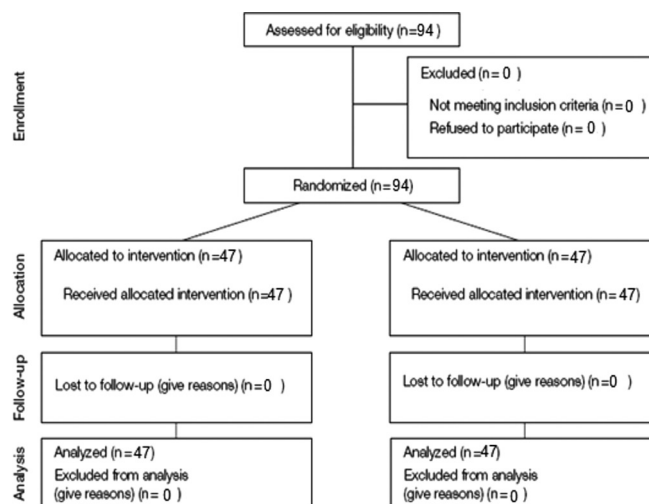 Assessed for eligibility (n=94)
Enrollment
Excluded (n=0)
Not meeting inclusion criteria (n=0)
Refused to participate (n=0)
Randomized (n=94)
Allocation
Allocated to intervention (n=47)
Received allocated intervention (n=47)
Allocated to intervention (n=47)
Received allocated intervention (n=47)
Follow-up
Lost to follow-up (give reasons) (n=0)
Lost to follow-up (give reasons) (n=0)
Analysis
Analyzed (n=47)
Excluded from analysis
(give reasons) (n=0)
Analyzed (n=47)
Excluded from analysis
(give reasons) (n=0)